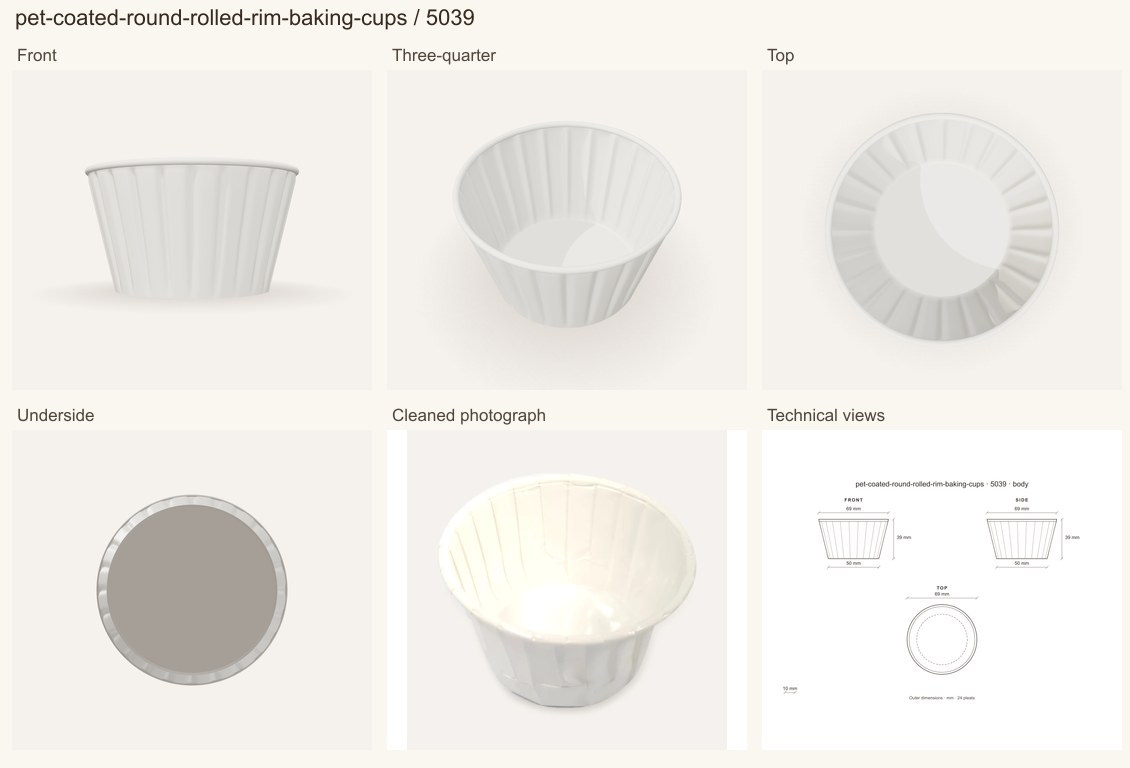 pet-coated-round-rolled-rim-baking-cups / 5039
Front
Three-quarter
Top
Underside
Cleaned photograph
Technical views
pet-coated-round-rolled-rim-baking-cups · 5039 · body
FRONT
SIDE
69 mm
69 mm
39 mm
39 mm
50 mm
50 mm
TOP
69 mm
10 mm
Outer dimensions · mm · 24 pleats